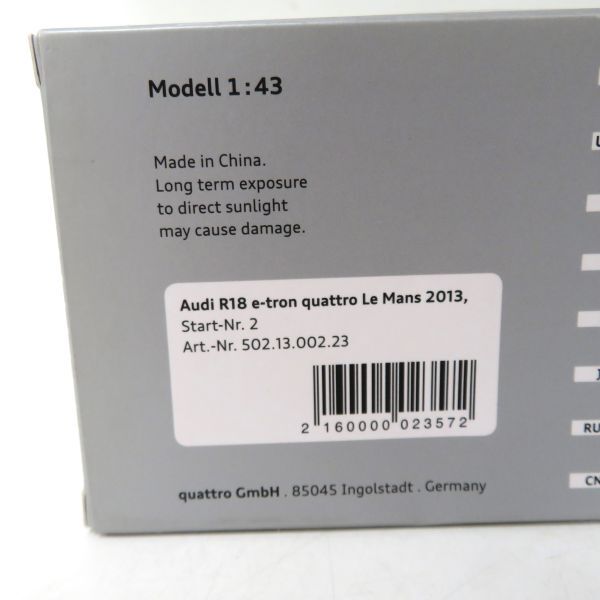 Modell 1:43
Made in China.
Long term exposure
to direct sunlight
may cause damage.
Audi R18 e-tron quattro Le Mans 2013,
Start-Nr. 2
Art.-Nr. 502.13.002.23
2 160000 023572
quattro GmbH . 85045 Ingolstadt . Germany
RU
CN